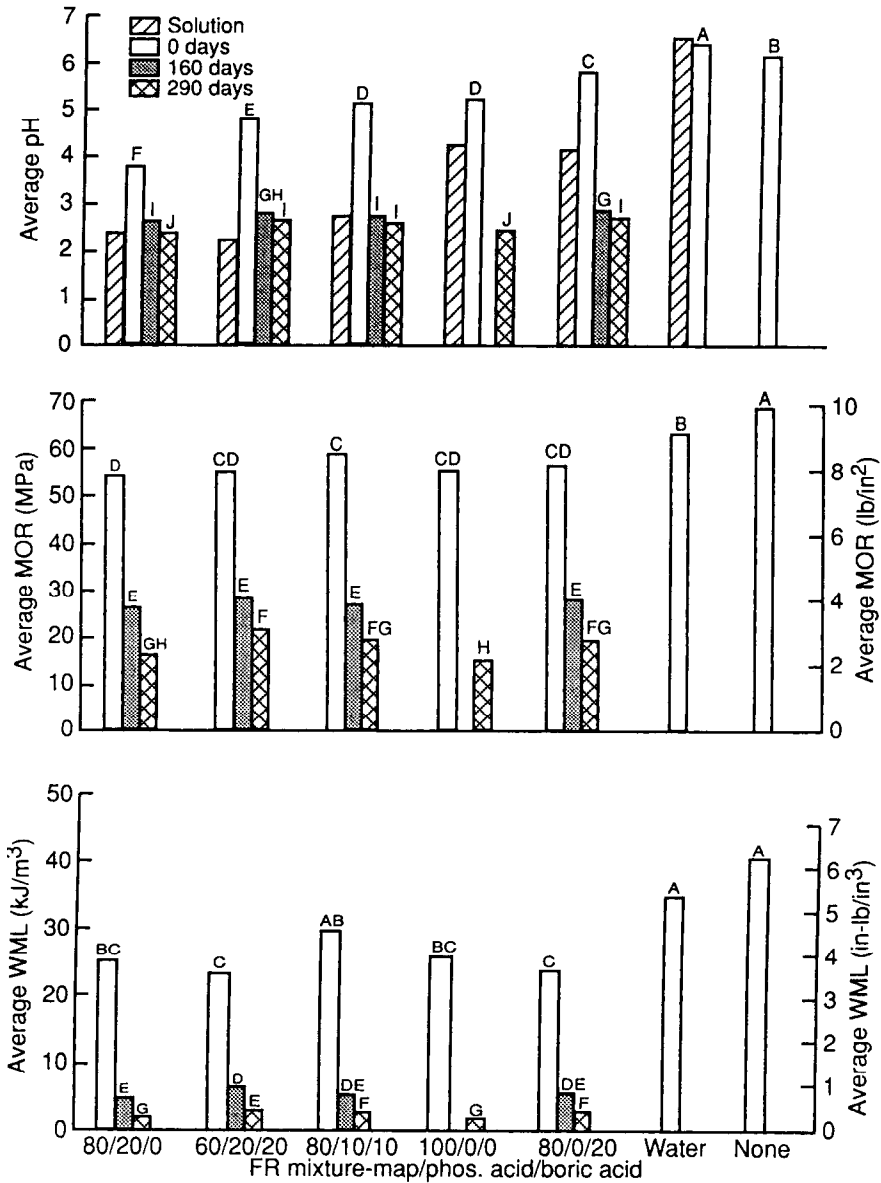 Solution
0 days
160 days
290 days
Average pH
7
6
5
4
3
2
1
0
F
I
J
E
GH
I
D
I
I
D
J
C
G
I
A
B
Average MOR (MPa)
70
60
50
40
30
20
10
0
D
E
GH
CD
E
F
C
E
FG
CD
H
CD
E
FG
B
A
10
8
6
4
2
0
Average MOR (lb/in²)
Average WML (kJ/m³)
50
40
30
20
10
0
BC
E
G
C
D
E
AB
DE
F
BC
G
C
DE
F
A
A
7
6
5
4
3
2
1
0
Average WML (in-lb/in³)
80/20/0 60/20/20 80/10/10 100/0/0 80/0/20 Water None
FR mixture-map/phos. acid/boric acid